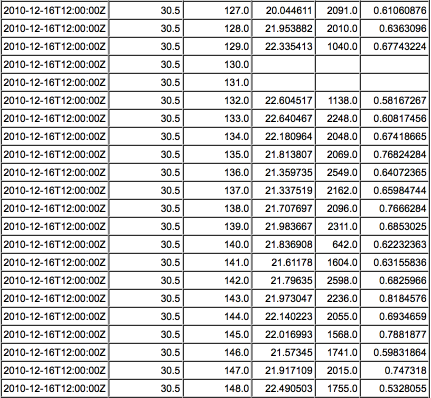 2010-12-16T12:00:00Z 30.5 127.0 20.044611 2091.0 0.61060876
2010-12-16T12:00:00Z 30.5 128.0 21.953882 2010.0 0.6363096
2010-12-16T12:00:00Z 30.5 129.0 22.335413 1040.0 0.67743224
2010-12-16T12:00:00Z 30.5 130.0
2010-12-16T12:00:00Z 30.5 131.0
2010-12-16T12:00:00Z 30.5 132.0 22.604517 1138.0 0.58167267
2010-12-16T12:00:00Z 30.5 133.0 22.640467 2248.0 0.60817456
2010-12-16T12:00:00Z 30.5 134.0 22.180964 2048.0 0.67418665
2010-12-16T12:00:00Z 30.5 135.0 21.813807 2069.0 0.76824284
2010-12-16T12:00:00Z 30.5 136.0 21.359735 2549.0 0.64072365
2010-12-16T12:00:00Z 30.5 137.0 21.337519 2162.0 0.65984744
2010-12-16T12:00:00Z 30.5 138.0 21.707697 2096.0 0.7666284
2010-12-16T12:00:00Z 30.5 139.0 21.983667 2311.0 0.6853025
2010-12-16T12:00:00Z 30.5 140.0 21.836908 642.0 0.62232363
2010-12-16T12:00:00Z 30.5 141.0 21.61178 1604.0 0.63155836
2010-12-16T12:00:00Z 30.5 142.0 21.79635 2598.0 0.6825966
2010-12-16T12:00:00Z 30.5 143.0 21.973047 2236.0 0.8184576
2010-12-16T12:00:00Z 30.5 144.0 22.140223 2055.0 0.6934659
2010-12-16T12:00:00Z 30.5 145.0 22.016993 1568.0 0.7881877
2010-12-16T12:00:00Z 30.5 146.0 21.57345 1741.0 0.59831864
2010-12-16T12:00:00Z 30.5 147.0 21.917109 2015.0 0.747318
2010-12-16T12:00:00Z 30.5 148.0 22.490503 1755.0 0.5328055